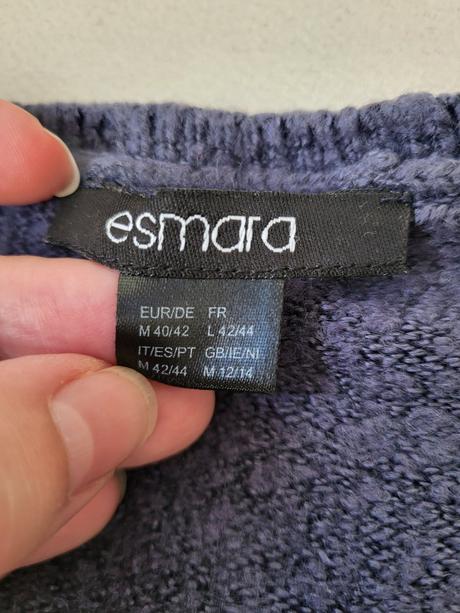 esmara
EUR/DE FR
M 40/42 L 42/44
IT/ES/PT GB/IE/NI
M 42/44 M 12/14